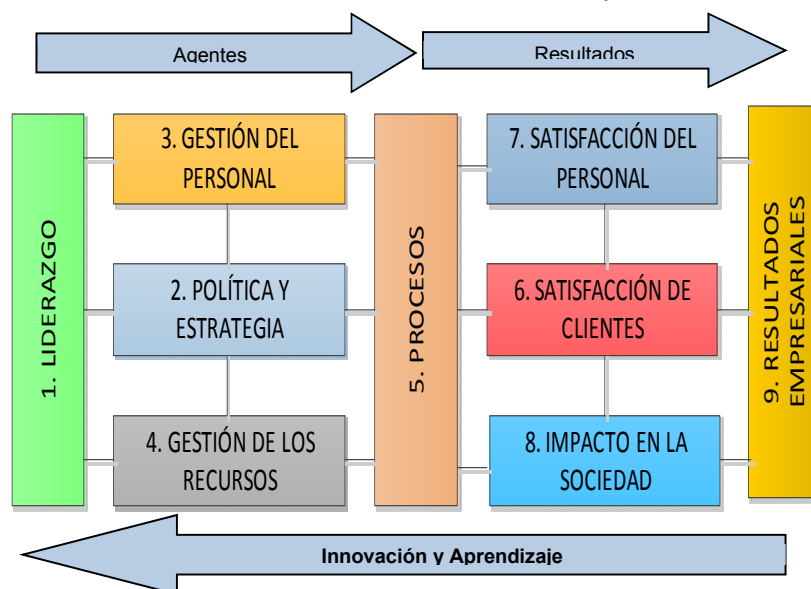 Agentes
Resultados
1. LIDERAZGO
3. GESTIÓN DEL
PERSONAL
2. POLÍTICA Y
ESTRATEGIA
4. GESTIÓN DE LOS
RECURSOS
5. PROCESOS
7. SATISFACCIÓN DEL
PERSONAL
6. SATISFACCIÓN DE
CLIENTES
8. IMPACTO EN LA
SOCIEDAD
9. RESULTADOS
EMPRESARIALES
Innovación y Aprendizaje